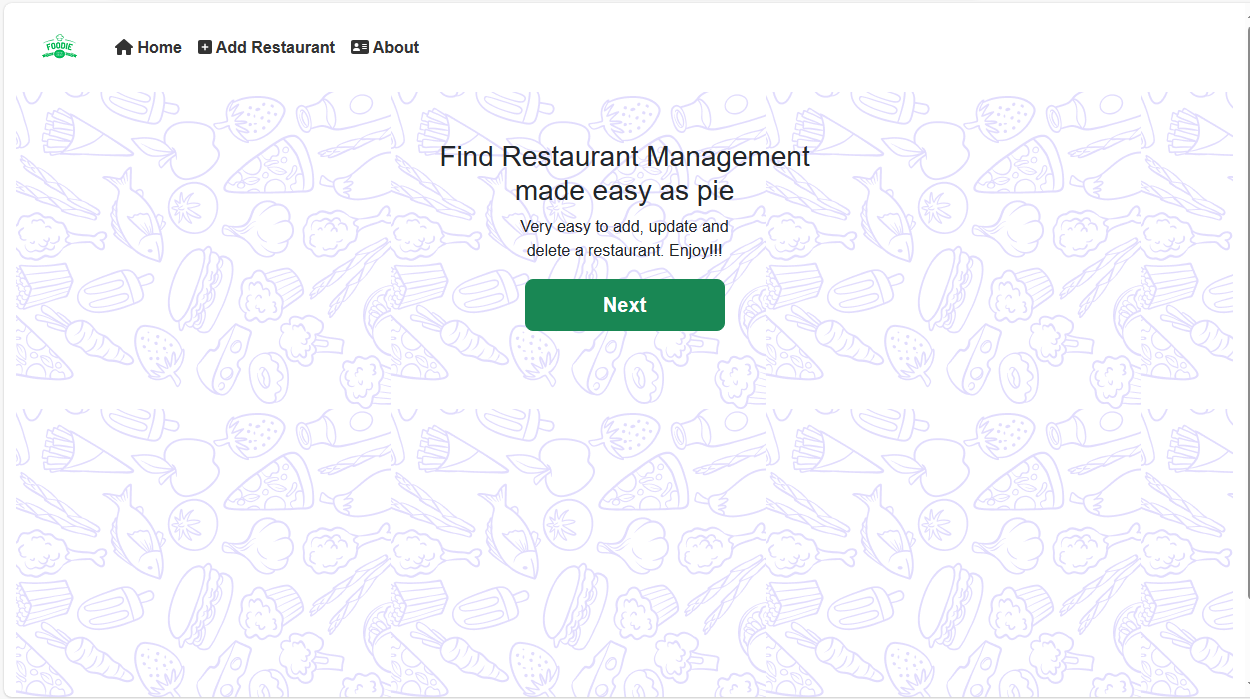 FOODIE
Home
Add Restaurant
About
Find Restaurant Management
made easy as pie
Very easy to add, update and
delete a restaurant. Enjoy!!!
Next